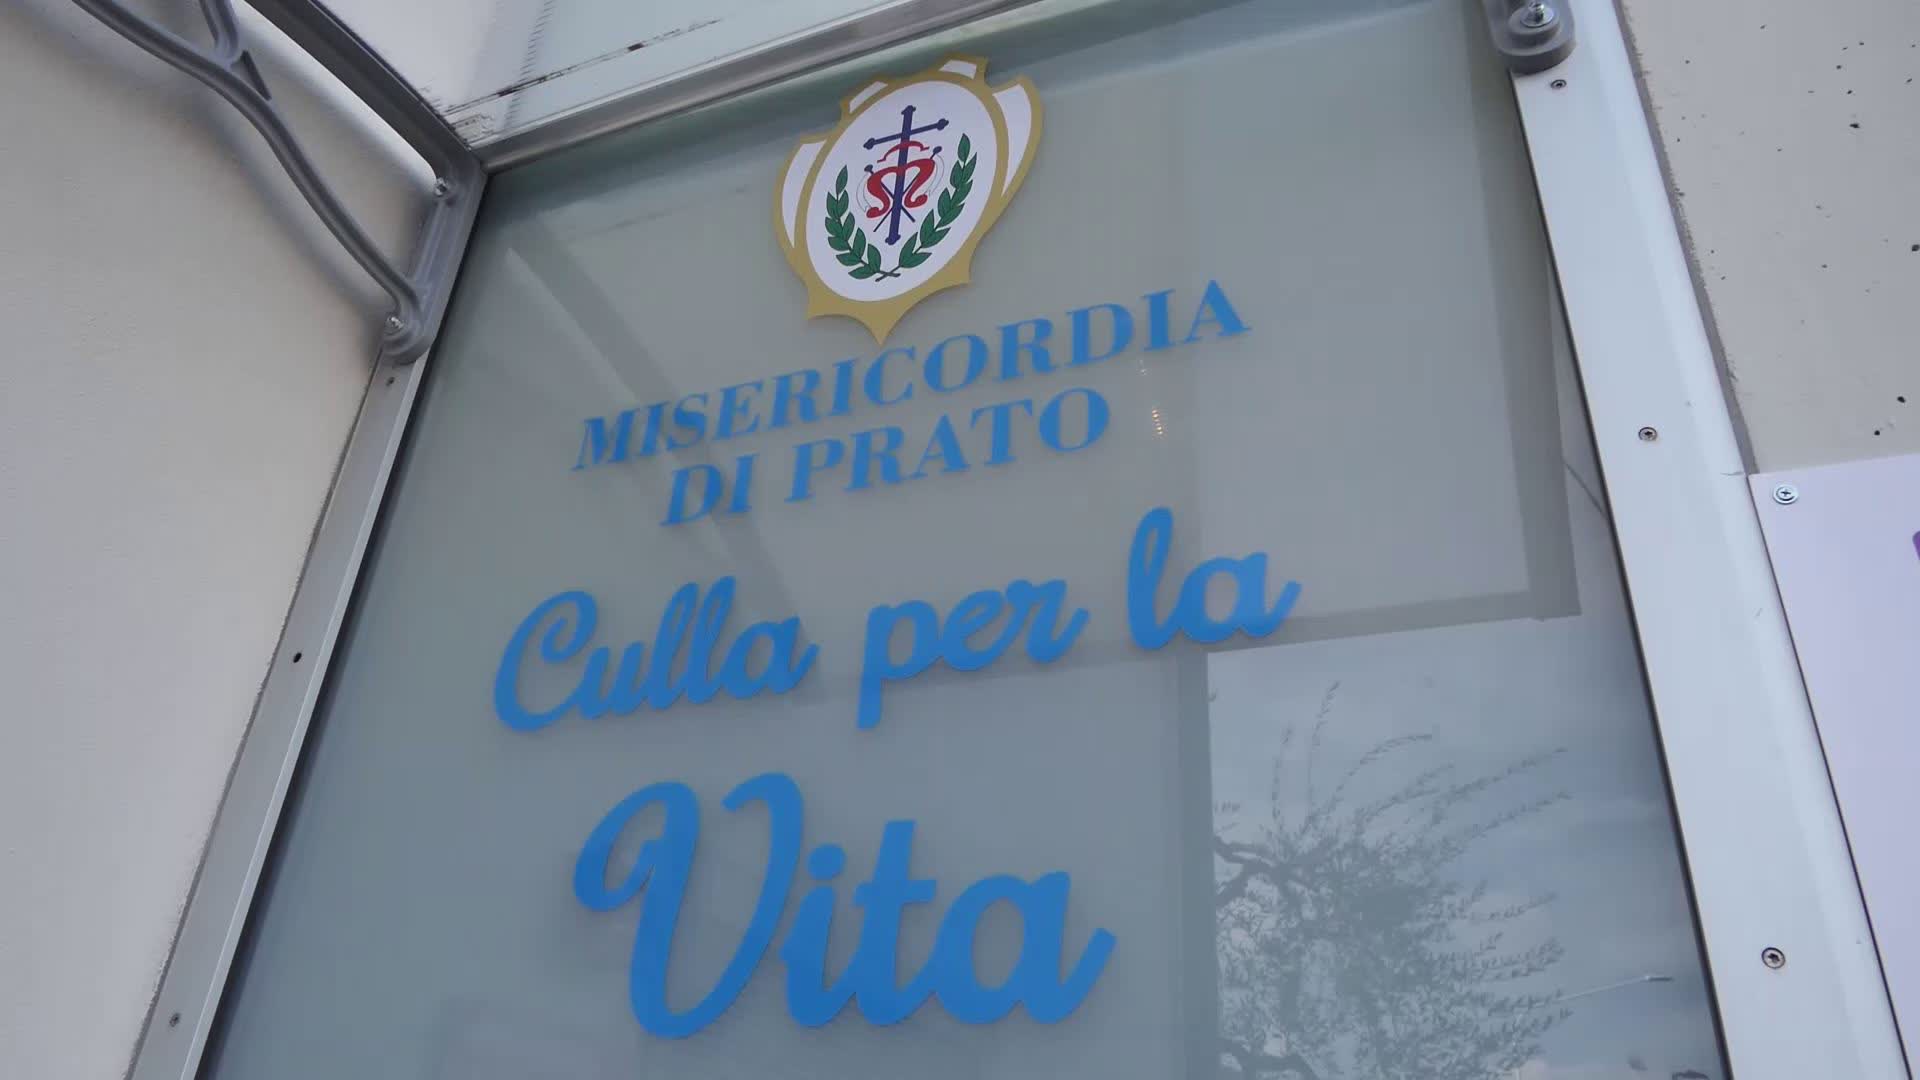 MISERICORDIA
DI PRATO
Culla per la
Vita